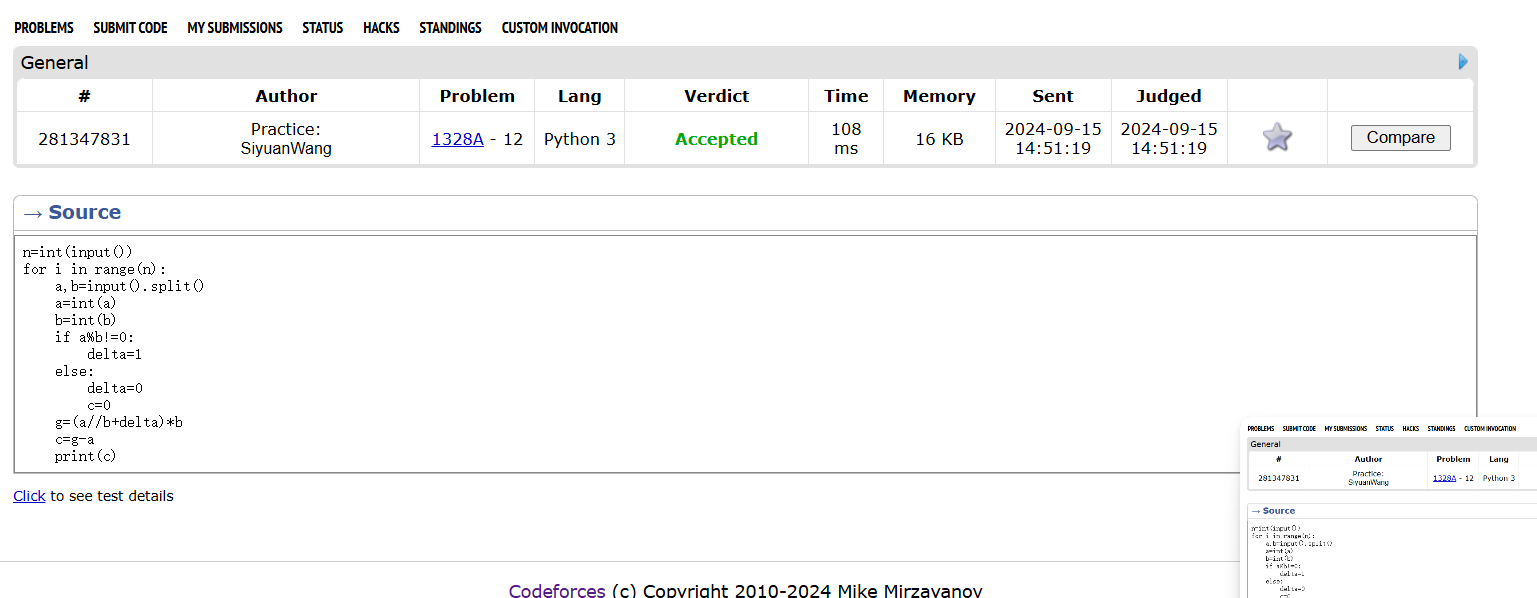 PROBLEMS SUBMIT CODE MY SUBMISSIONS STATUS HACKS STANDINGS CUSTOM INVOCATION
General
# Author Problem Lang Verdict Time Memory Sent Judged
281347831 Practice: SiyuanWang 1328A - 12 Python 3 Accepted 108 ms 16 KB 2024-09-15 14:51:19 2024-09-15 14:51:19 Compare
→ Source
n=int(input())
for i in range(n):
    a,b=input().split()
    a=int(a)
    b=int(b)
    if a%b!=0:
        delta=1
    else:
        delta=0
        c=0
    g=(a//b+delta)*b
    c=g-a
    print(c)
Click to see test details
Codeforces (c) Copyright 2010-2024 Mike Mirzayanov
PROBLEMS SUBMIT CODE MY SUBMISSIONS STATUS HACKS STANDINGS CUSTOM INVOCATION
General
# Author Problem Lang
281347831 Practice: SiyuanWang 1328A - 12 Python 3
→ Source
n=int(input())
for i in range(n):
    a,b=input().split()
    a=int(a)
    b=int(b)
    if a%b!=0:
        delta=1
    else:
        delta=0
        c=0